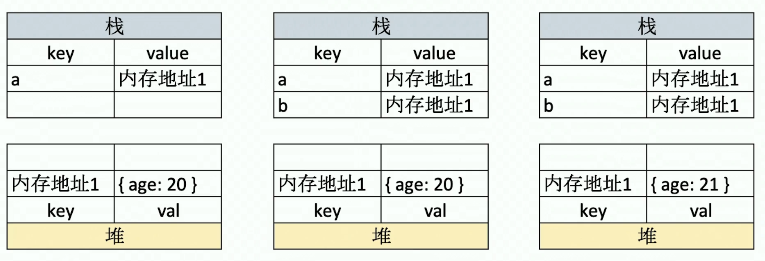 栈 栈 栈
key value key value key value
a 内存地址1 a 内存地址1 a 内存地址1
b 内存地址1 b 内存地址1
内存地址1 { age: 20 } 内存地址1 { age: 20 } 内存地址1 { age: 21 }
key val key val key val
堆 堆 堆